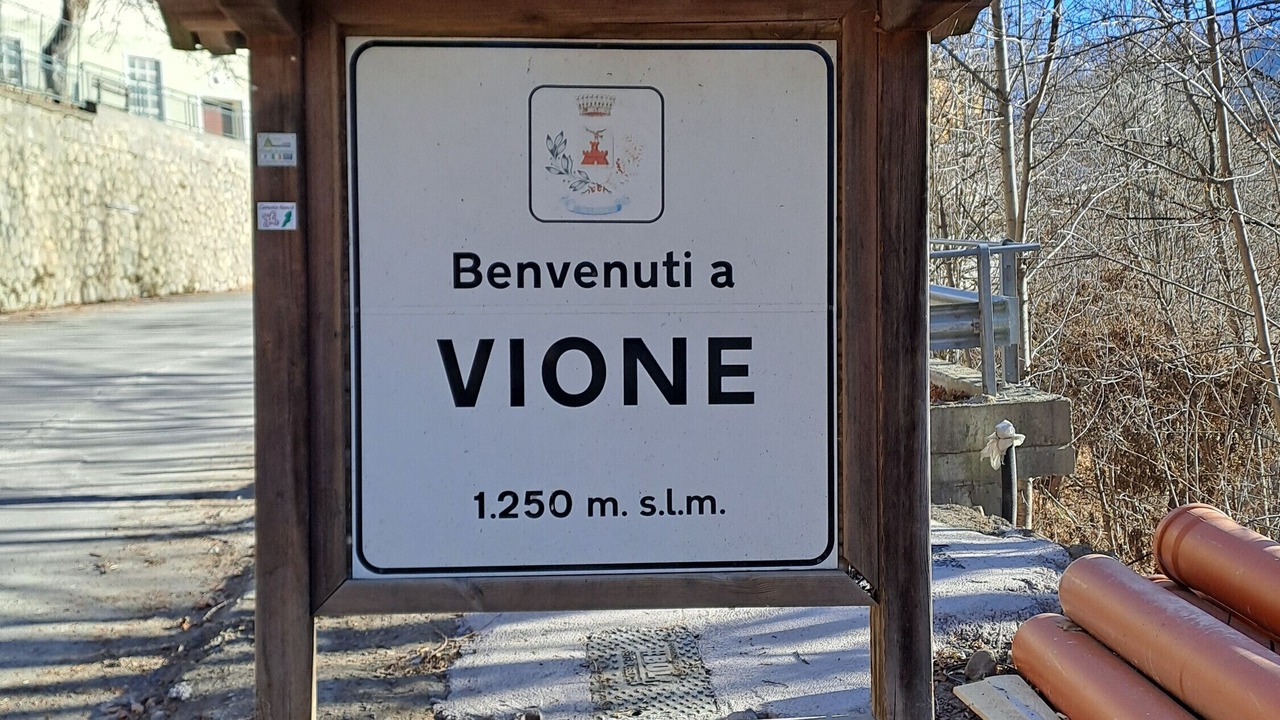 Benvenuti a
VIONE
1.250 m. s.l.m.